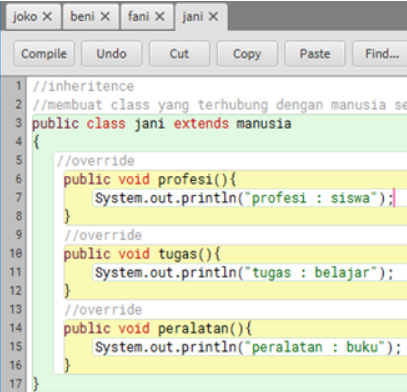 joko × beni × fani × jani ×
Compile Undo Cut Copy Paste Find...
1 //inheritence
2 //membuat class yang terhubung dengan manusia
3 public class jani extends manusia
4 {
5 //override
6 public void profesi(){
7 System.out.println("profesi : siswa");
8 }
9 //override
10 public void tugas(){
11 System.out.println("tugas : belajar");
12 }
13 //override
14 public void peralatan(){
15 System.out.println("peralatan : buku");
16 }
17 }